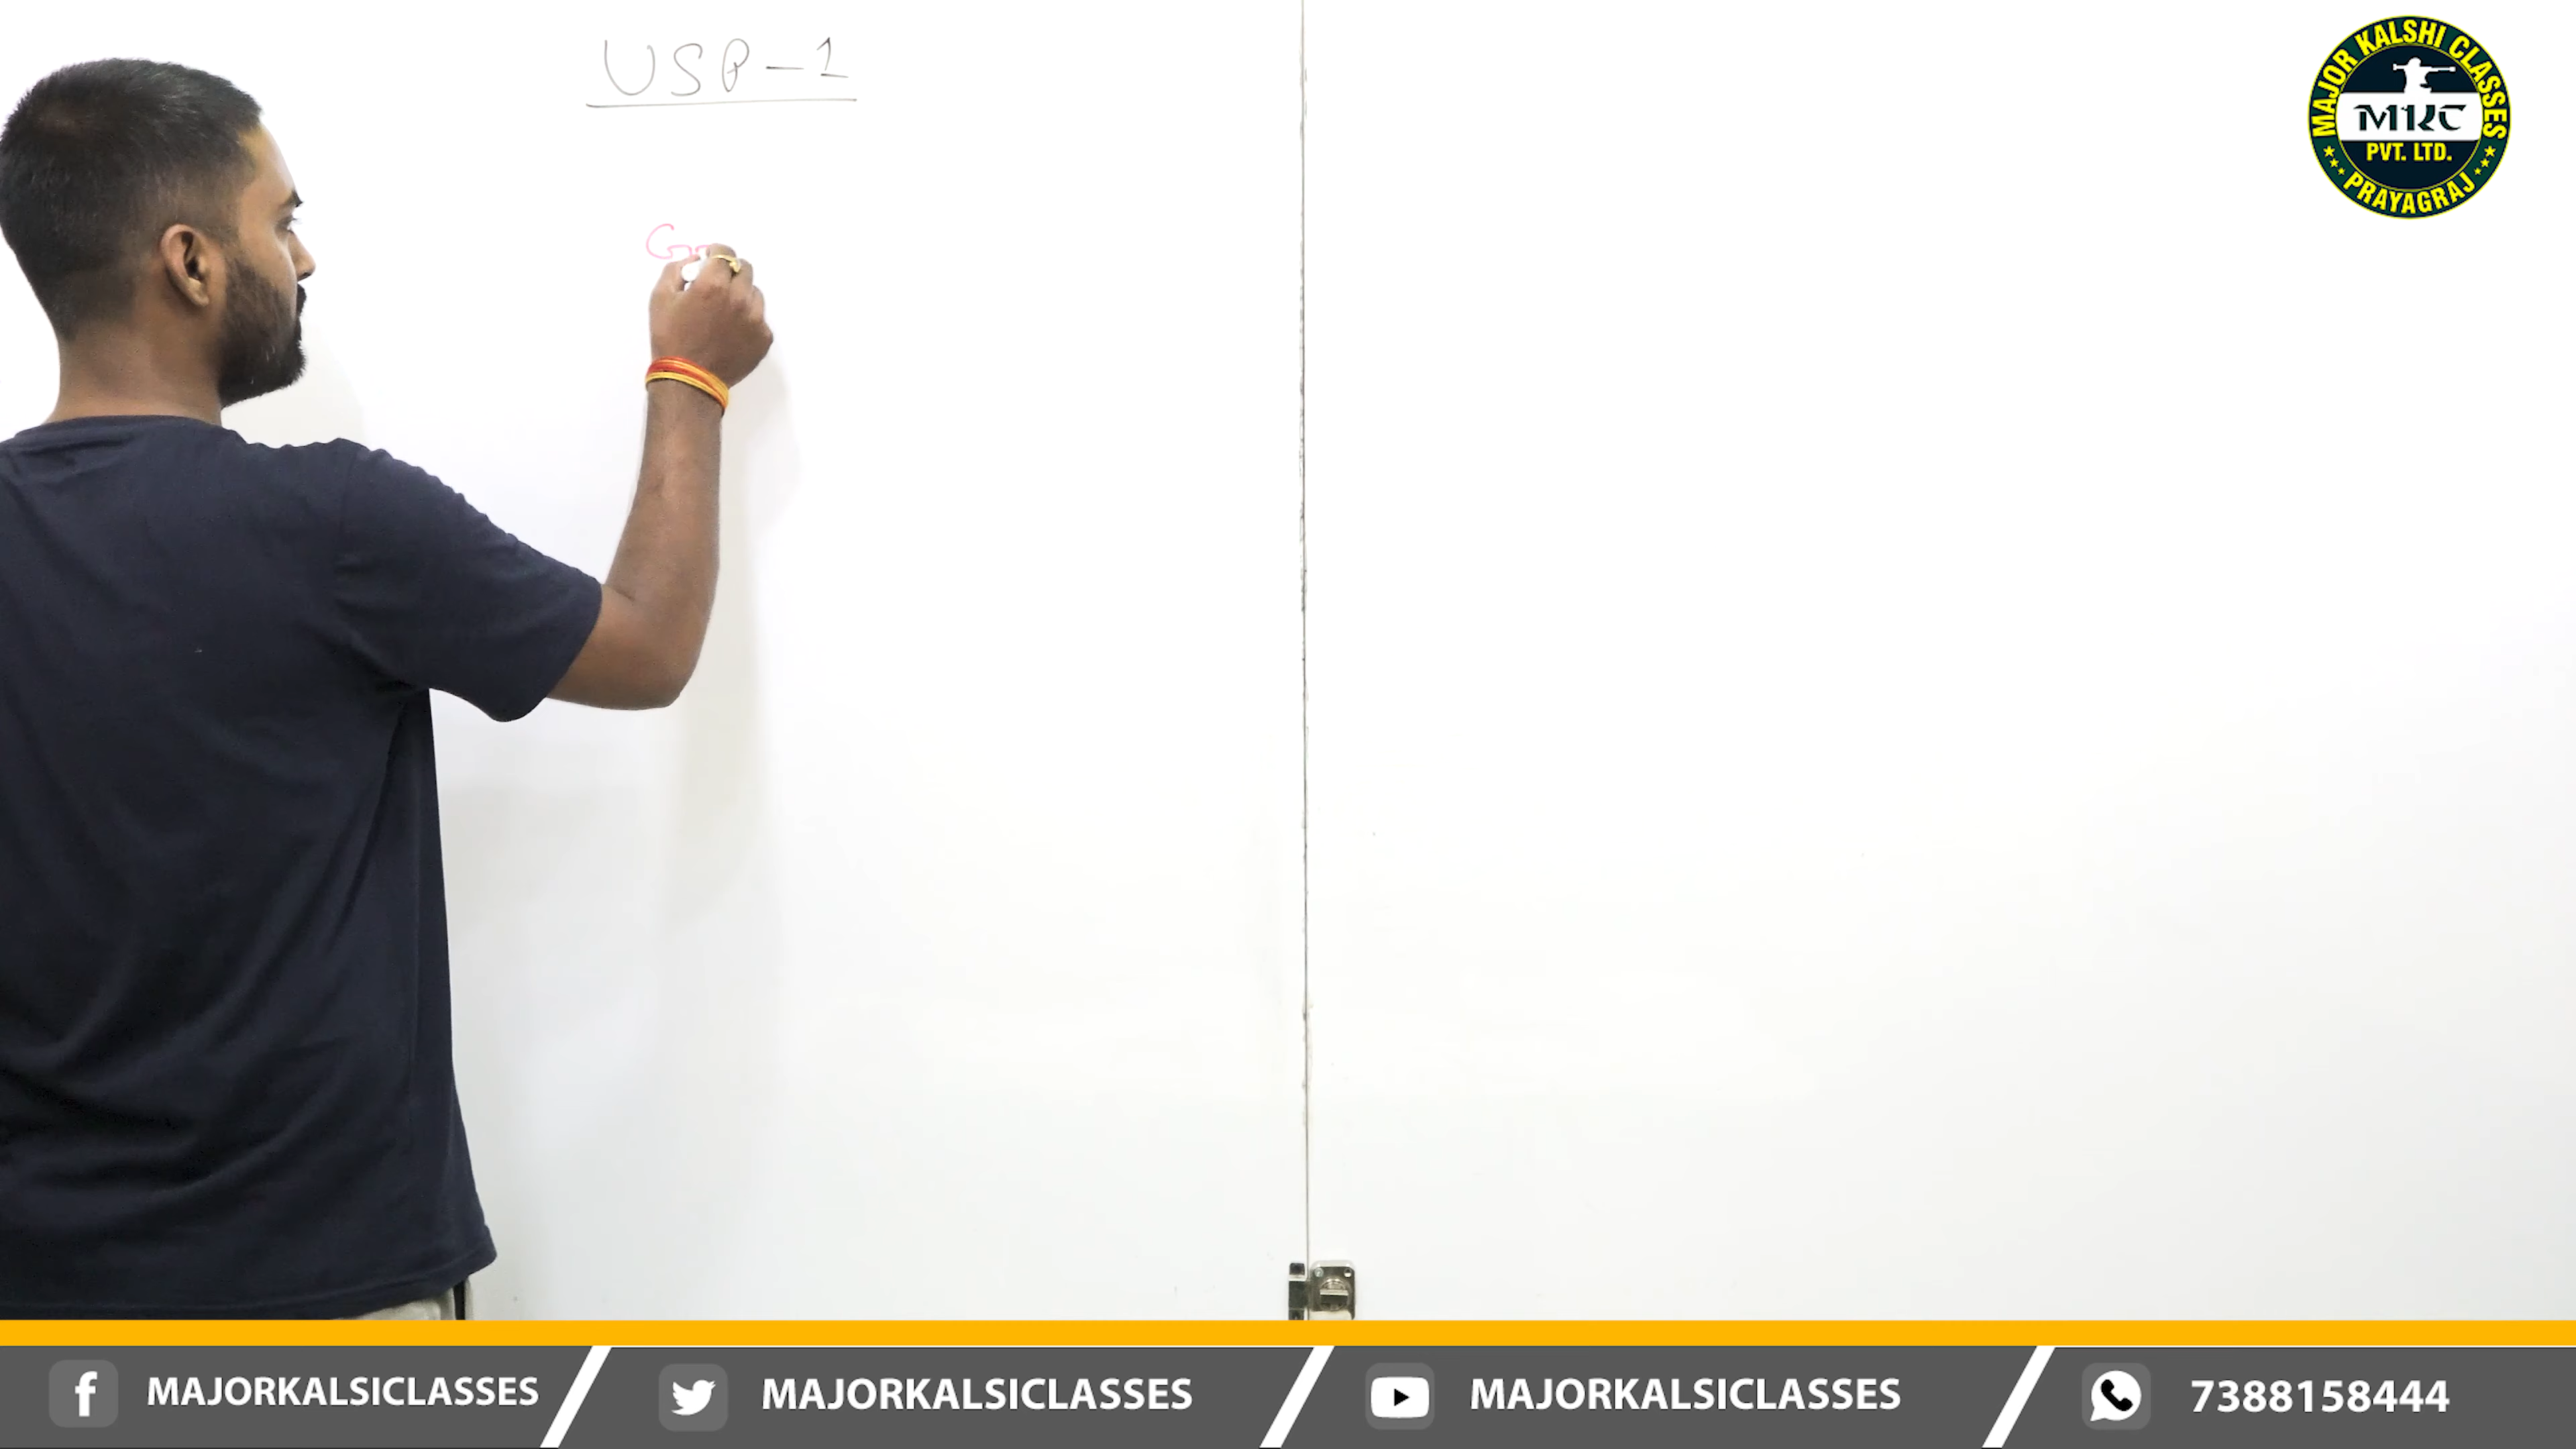 USP-1
G
MAJOR KALSHI CLASSES
MKC
PVT. LTD.
PRAYAGRAJ
f MAJORKALSICLASSES
MAJORKALSICLASSES
MAJORKALSICLASSES
7388158444